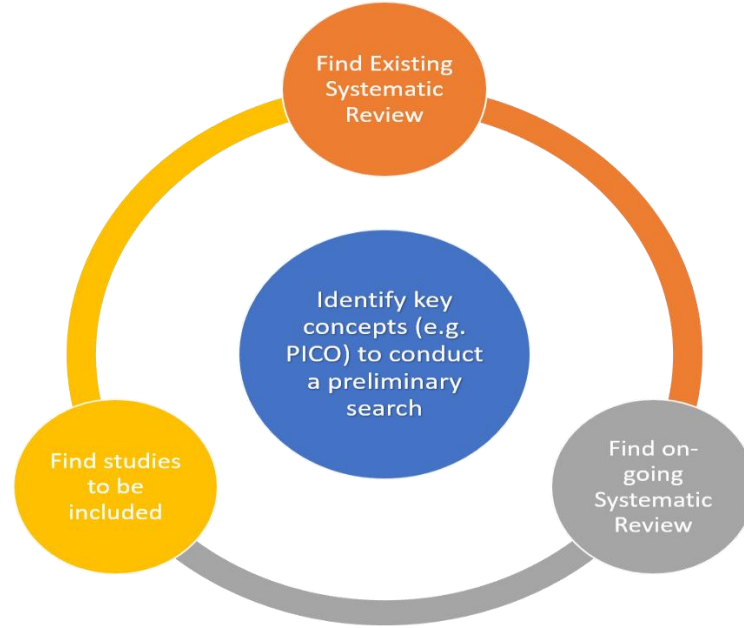 Find Existing
Systematic
Review
Identify key
concepts (e.g.
PICO) to conduct
a preliminary
search
Find studies
to be
included
Find on-
going
Systematic
Review